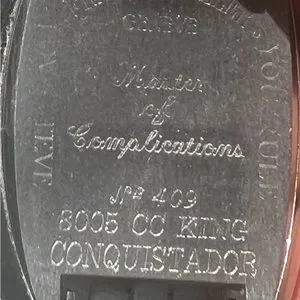 GENEVE
YOU RULE
Master
of
Complications
Nº 409
8005 CC KING
CONQUISTADOR